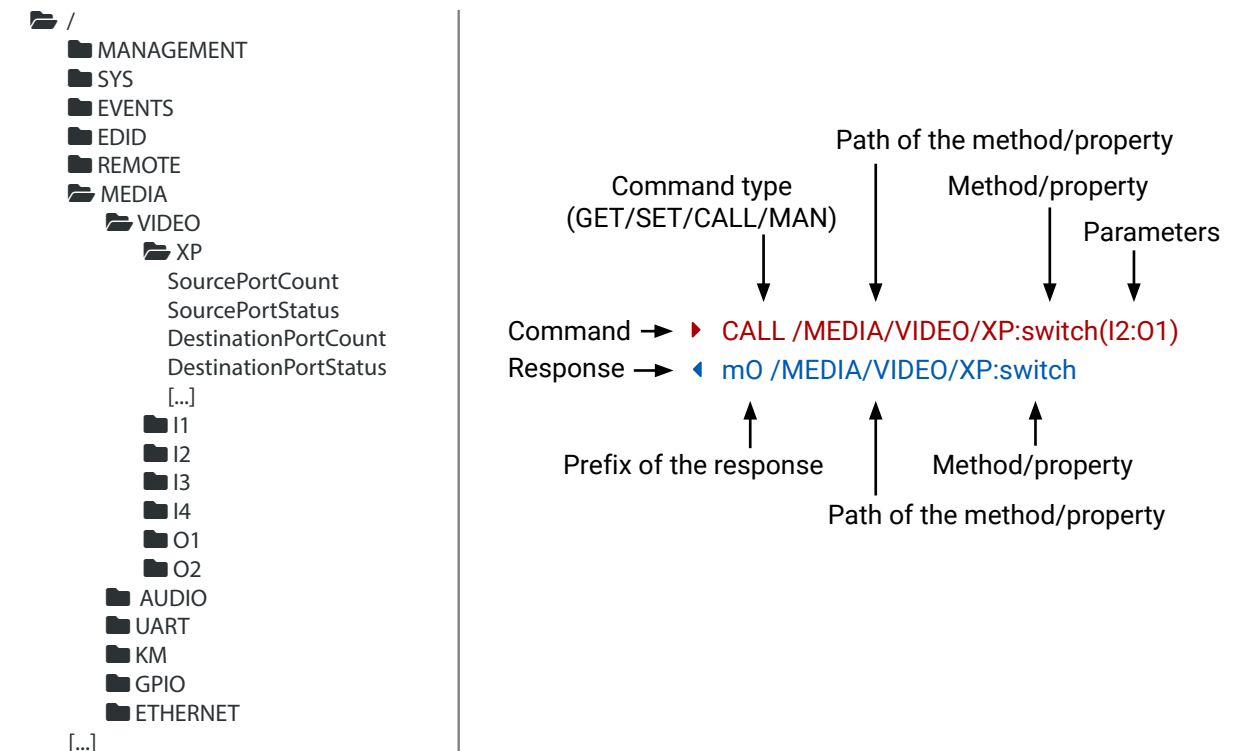 /
MANAGEMENT
SYS
EVENTS
EDID
REMOTE
MEDIA
VIDEO
XP
SourcePortCount
SourcePortStatus
DestinationPortCount
DestinationPortStatus
[...]
I1
I2
I3
I4
O1
O2
AUDIO
UART
KM
GPIO
ETHERNET
[...]
Path of the method/property
Command type
(GET/SET/CALL/MAN)
Method/property
Parameters
Command
CALL /MEDIA/VIDEO/XP:switch(I2:O1)
Response
mO /MEDIA/VIDEO/XP:switch
Prefix of the response
Method/property
Path of the method/property